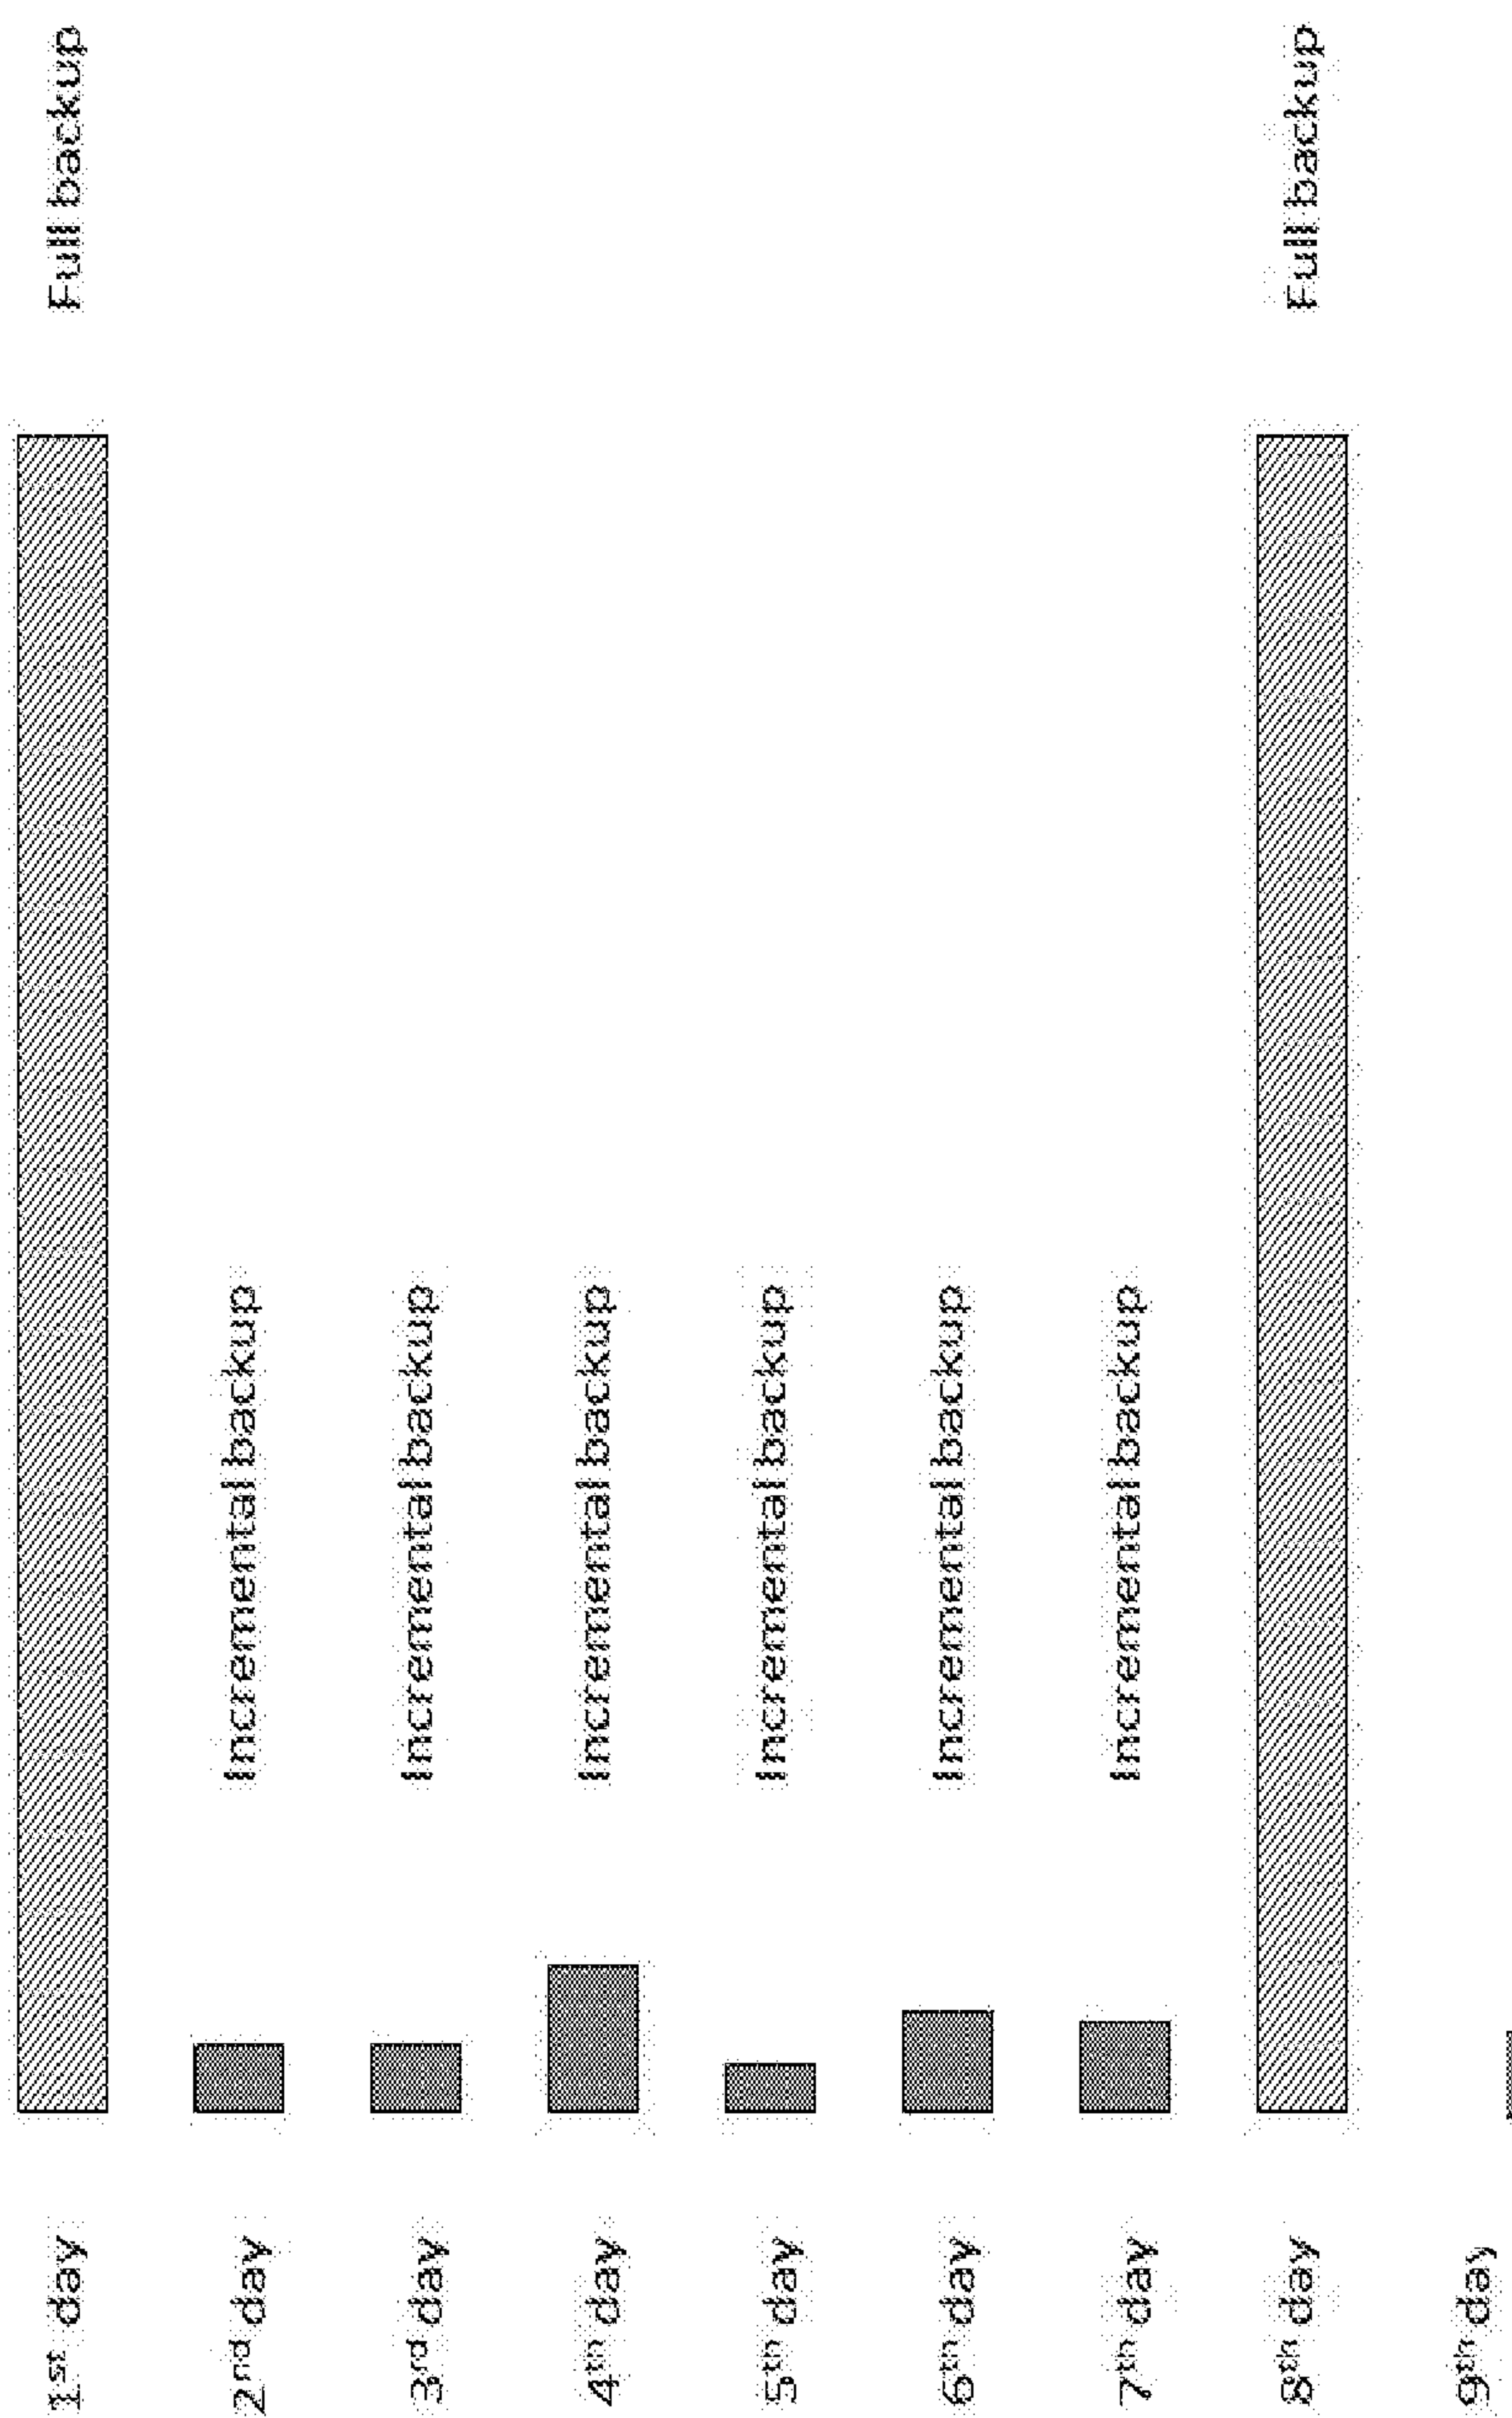 1st day Full backup
2nd day Incremental backup
3rd day Incremental backup
4th day Incremental backup
5th day Incremental backup
6th day Incremental backup
7th day Incremental backup
8th day Full backup
9th day